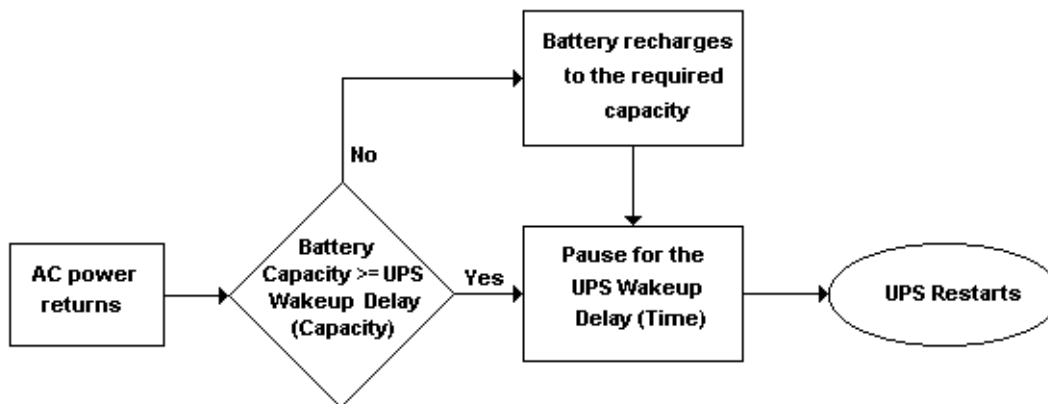 AC power
returns
Battery
Capacity >= UPS
Wakeup Delay
(Capacity)
No
Yes
Battery recharges
to the required
capacity
Pause for the
UPS Wakeup
Delay (Time)
UPS Restarts